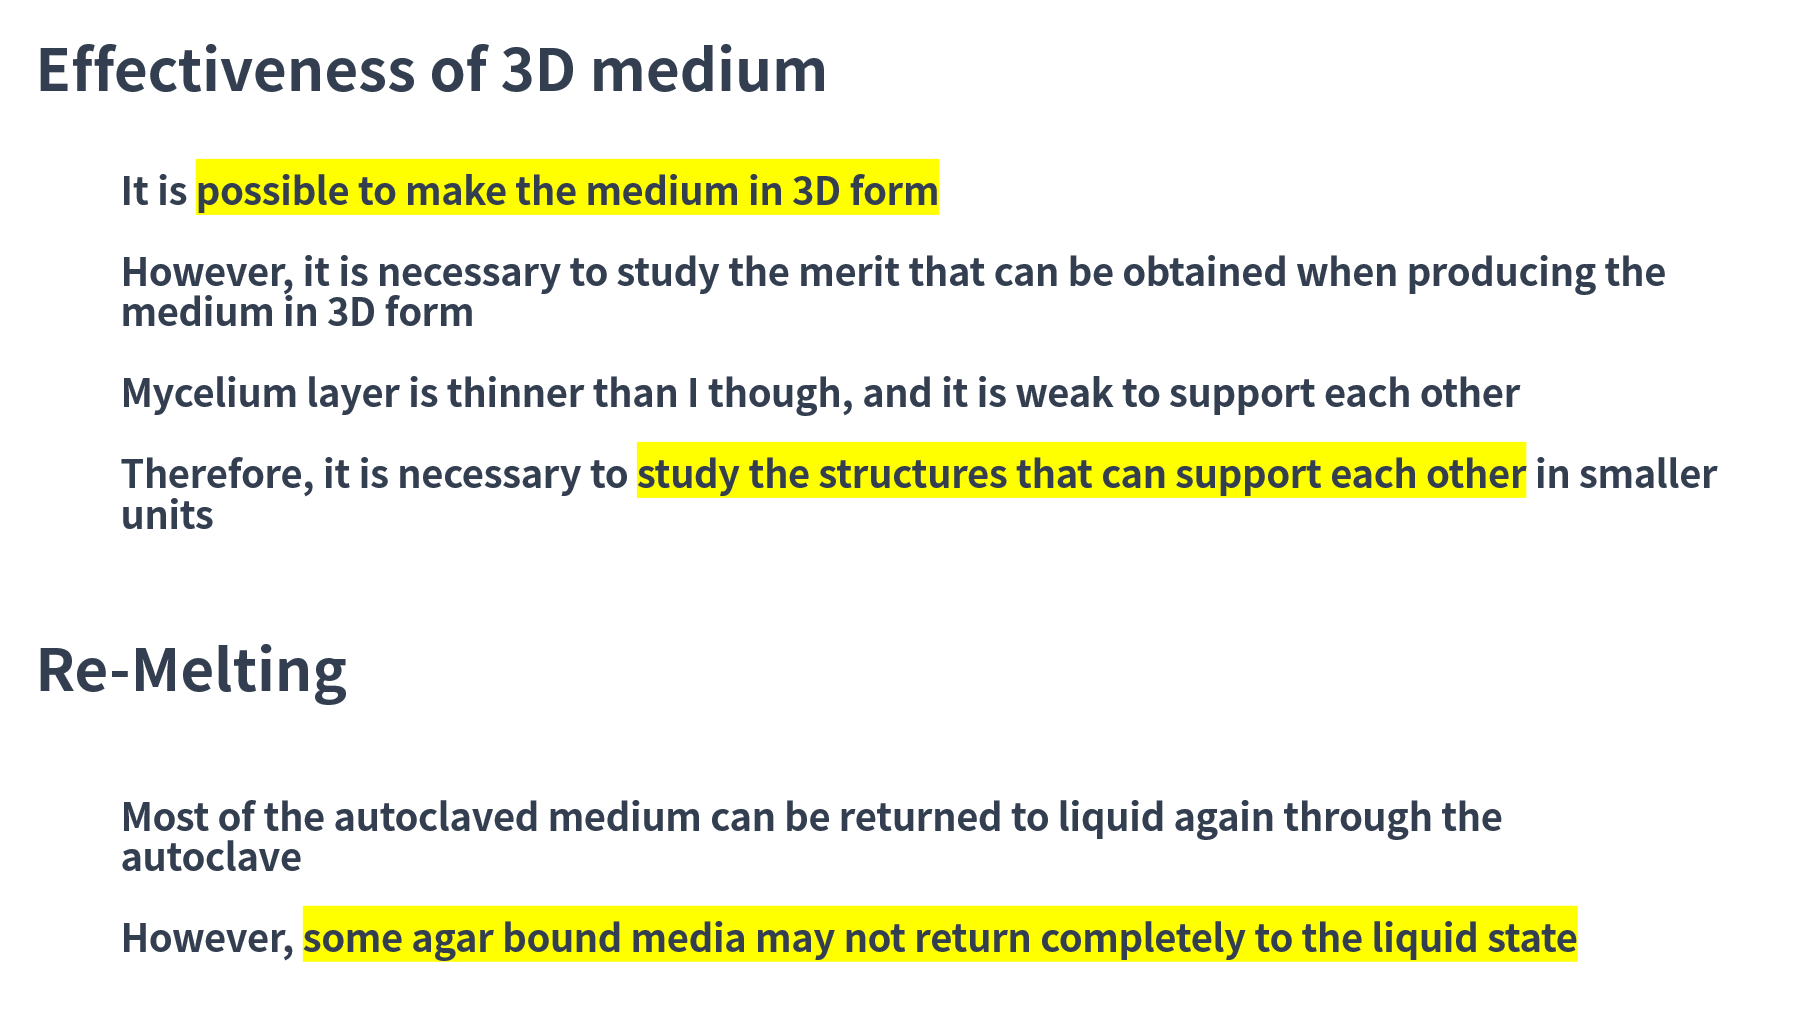 Effectiveness of 3D medium
It is possible to make the medium in 3D form
However, it is necessary to study the merit that can be obtained when producing the
medium in 3D form
Mycelium layer is thinner than I though, and it is weak to support each other
Therefore, it is necessary to study the structures that can support each other in smaller
units
Re-Melting
Most of the autoclaved medium can be returned to liquid again through the
autoclave
However, some agar bound media may not return completely to the liquid state